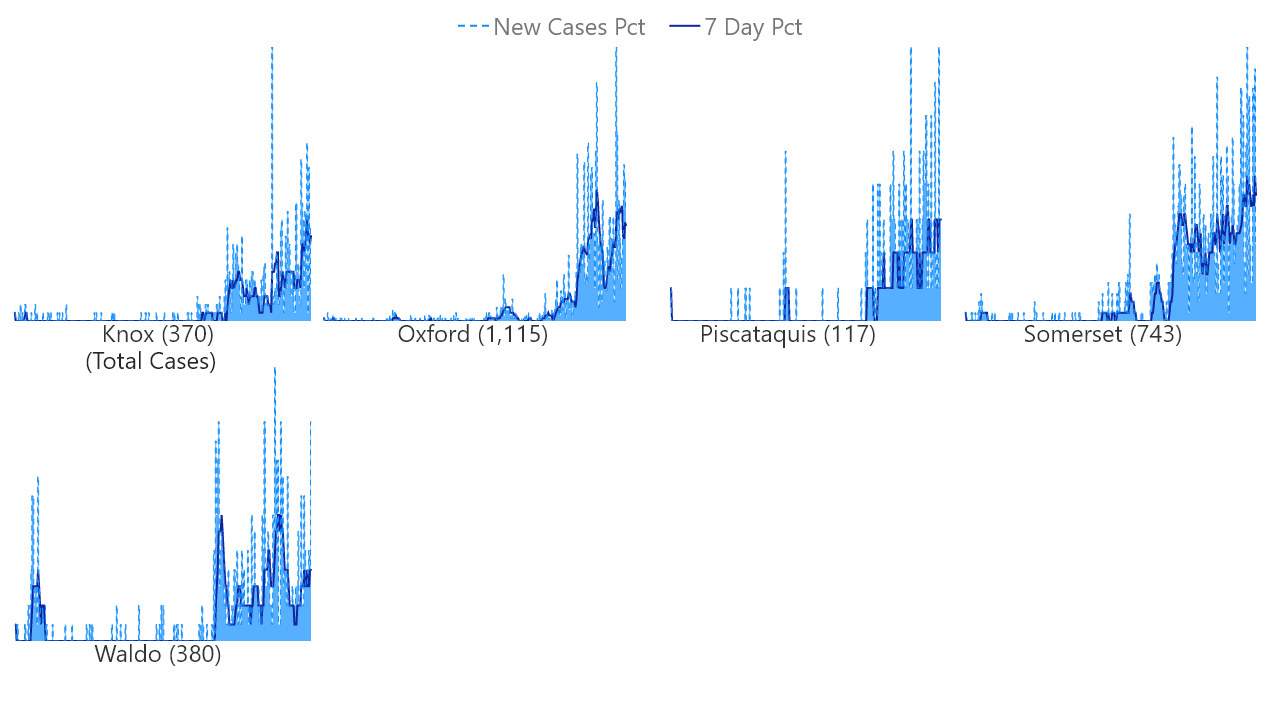 New Cases Pct 7 Day Pct
Knox (370)
(Total Cases)
Oxford (1,115)
Piscataquis (117)
Somerset (743)
Waldo (380)